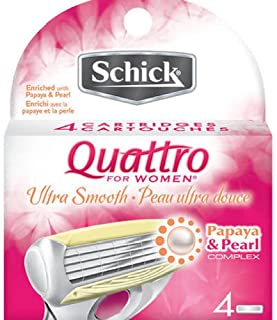 Schick
®
Enriched with
Papaya & Pearl
Enrichi avec la
papaye et la perle
4 CARTRIDGES
CARTOUCHES
Quattro
FOR WOMEN®
Ultra Smooth • Peau ultra douce
Papaya
& Pearl
COMPLEX
4